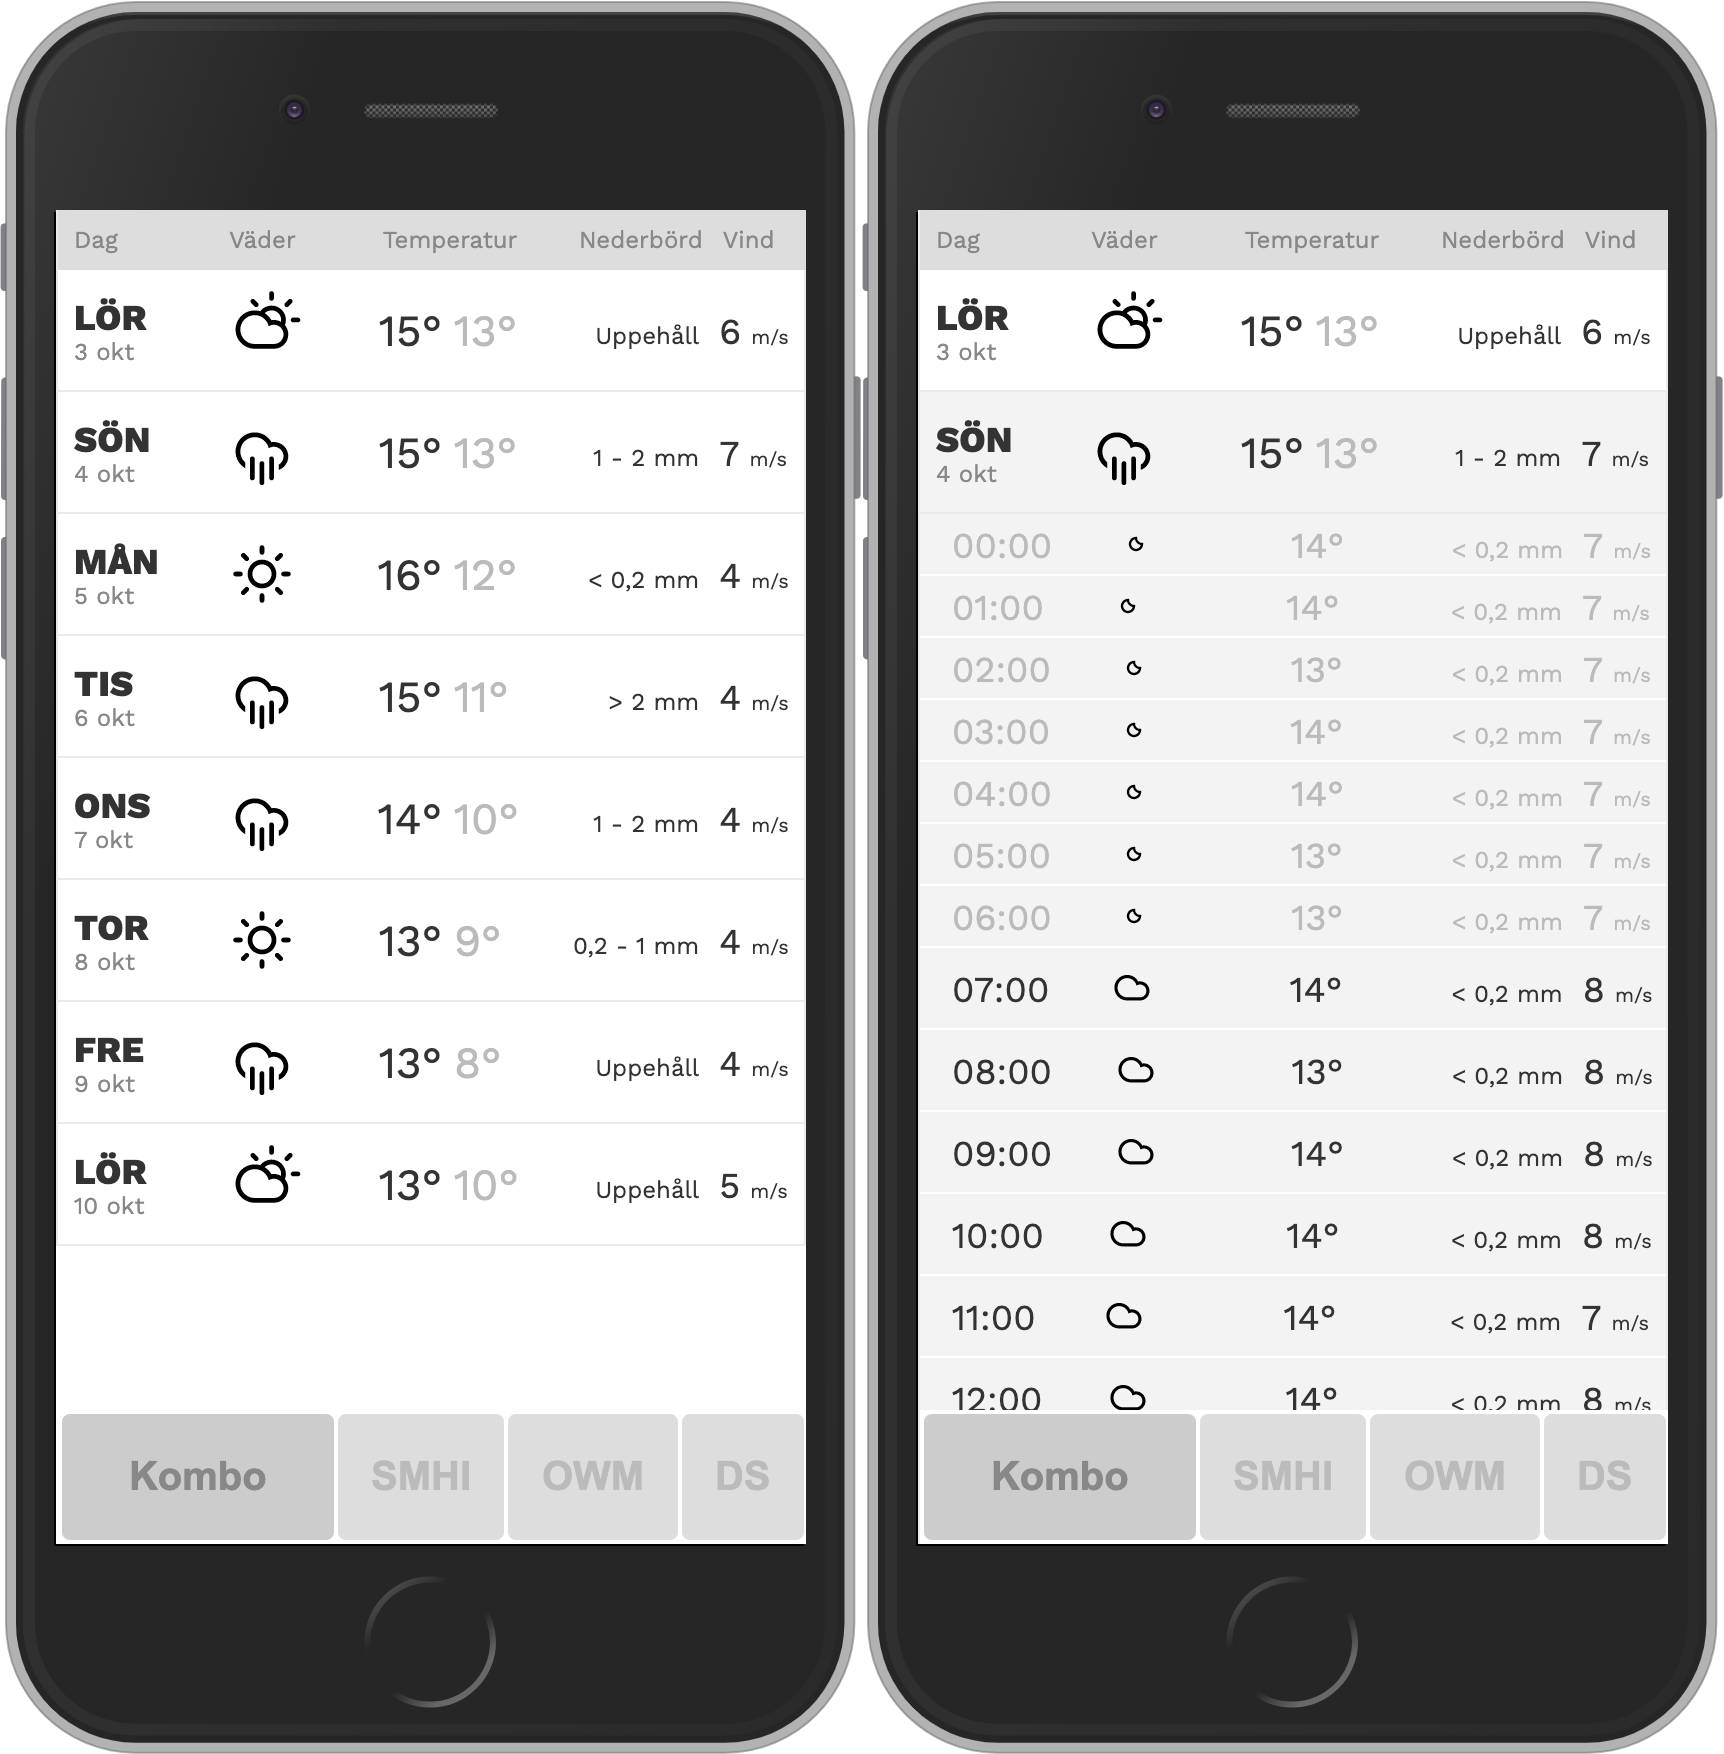 Dag Väder Temperatur Nederbörd Vind
LÖR 15° 13° Uppehåll 6 m/s
3 okt
SÖN 15° 13° 1 - 2 mm 7 m/s
4 okt
MÅN 16° 12° < 0,2 mm 4 m/s
5 okt
TIS 15° 11° > 2 mm 4 m/s
6 okt
ONS 14° 10° 1 - 2 mm 4 m/s
7 okt
TOR 13° 9° 0,2 - 1 mm 4 m/s
8 okt
FRE 13° 8° Uppehåll 4 m/s
9 okt
LÖR 13° 10° Uppehåll 5 m/s
10 okt
Kombo SMHI OWM DS
Dag Väder Temperatur Nederbörd Vind
LÖR 15° 13° Uppehåll 6 m/s
3 okt
SÖN 15° 13° 1 - 2 mm 7 m/s
4 okt
00:00 14° < 0,2 mm 7 m/s
01:00 14° < 0,2 mm 7 m/s
02:00 13° < 0,2 mm 7 m/s
03:00 14° < 0,2 mm 7 m/s
04:00 14° < 0,2 mm 7 m/s
05:00 13° < 0,2 mm 7 m/s
06:00 13° < 0,2 mm 7 m/s
07:00 14° < 0,2 mm 8 m/s
08:00 13° < 0,2 mm 8 m/s
09:00 14° < 0,2 mm 8 m/s
10:00 14° < 0,2 mm 8 m/s
11:00 14° < 0,2 mm 7 m/s
12:00 14° < 0,2 mm 8 m/s
Kombo SMHI OWM DS